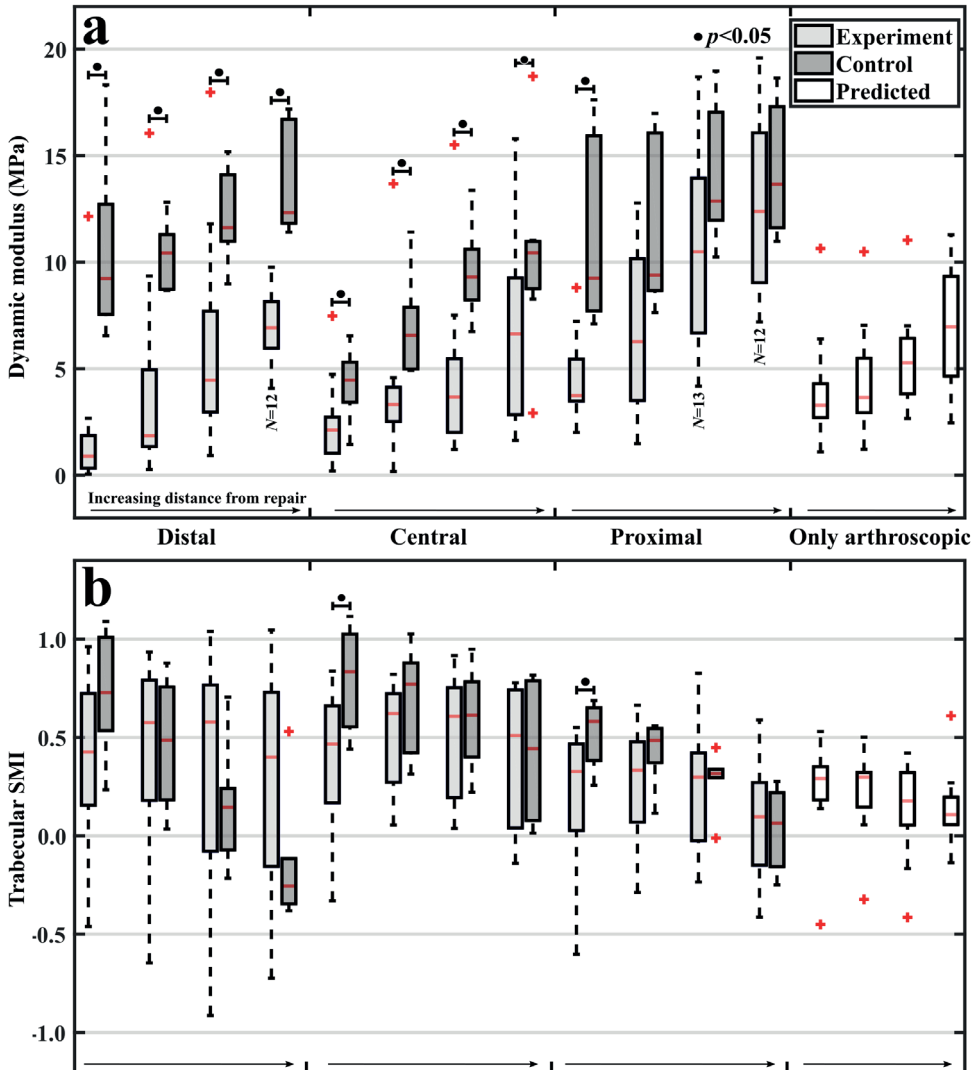 a
p<0.05
Experiment
Control
Predicted
Dynamic modulus (MPa)
20
15
10
5
0
N=12
N=13
N=12
Increasing distance from repair
Distal
Central
Proximal
Only arthroscopic
b
Trabecular SMI
1.0
0.5
0.0
-0.5
-1.0